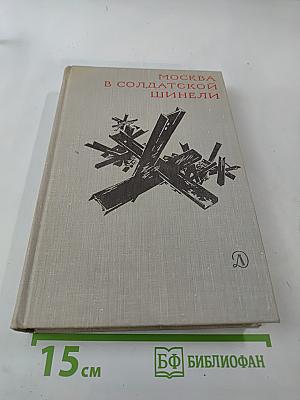 МОСКВА
В СОЛДАТСКОЙ
ШИНЕЛИ
Д
15 см
БФ БИБЛИОФАН